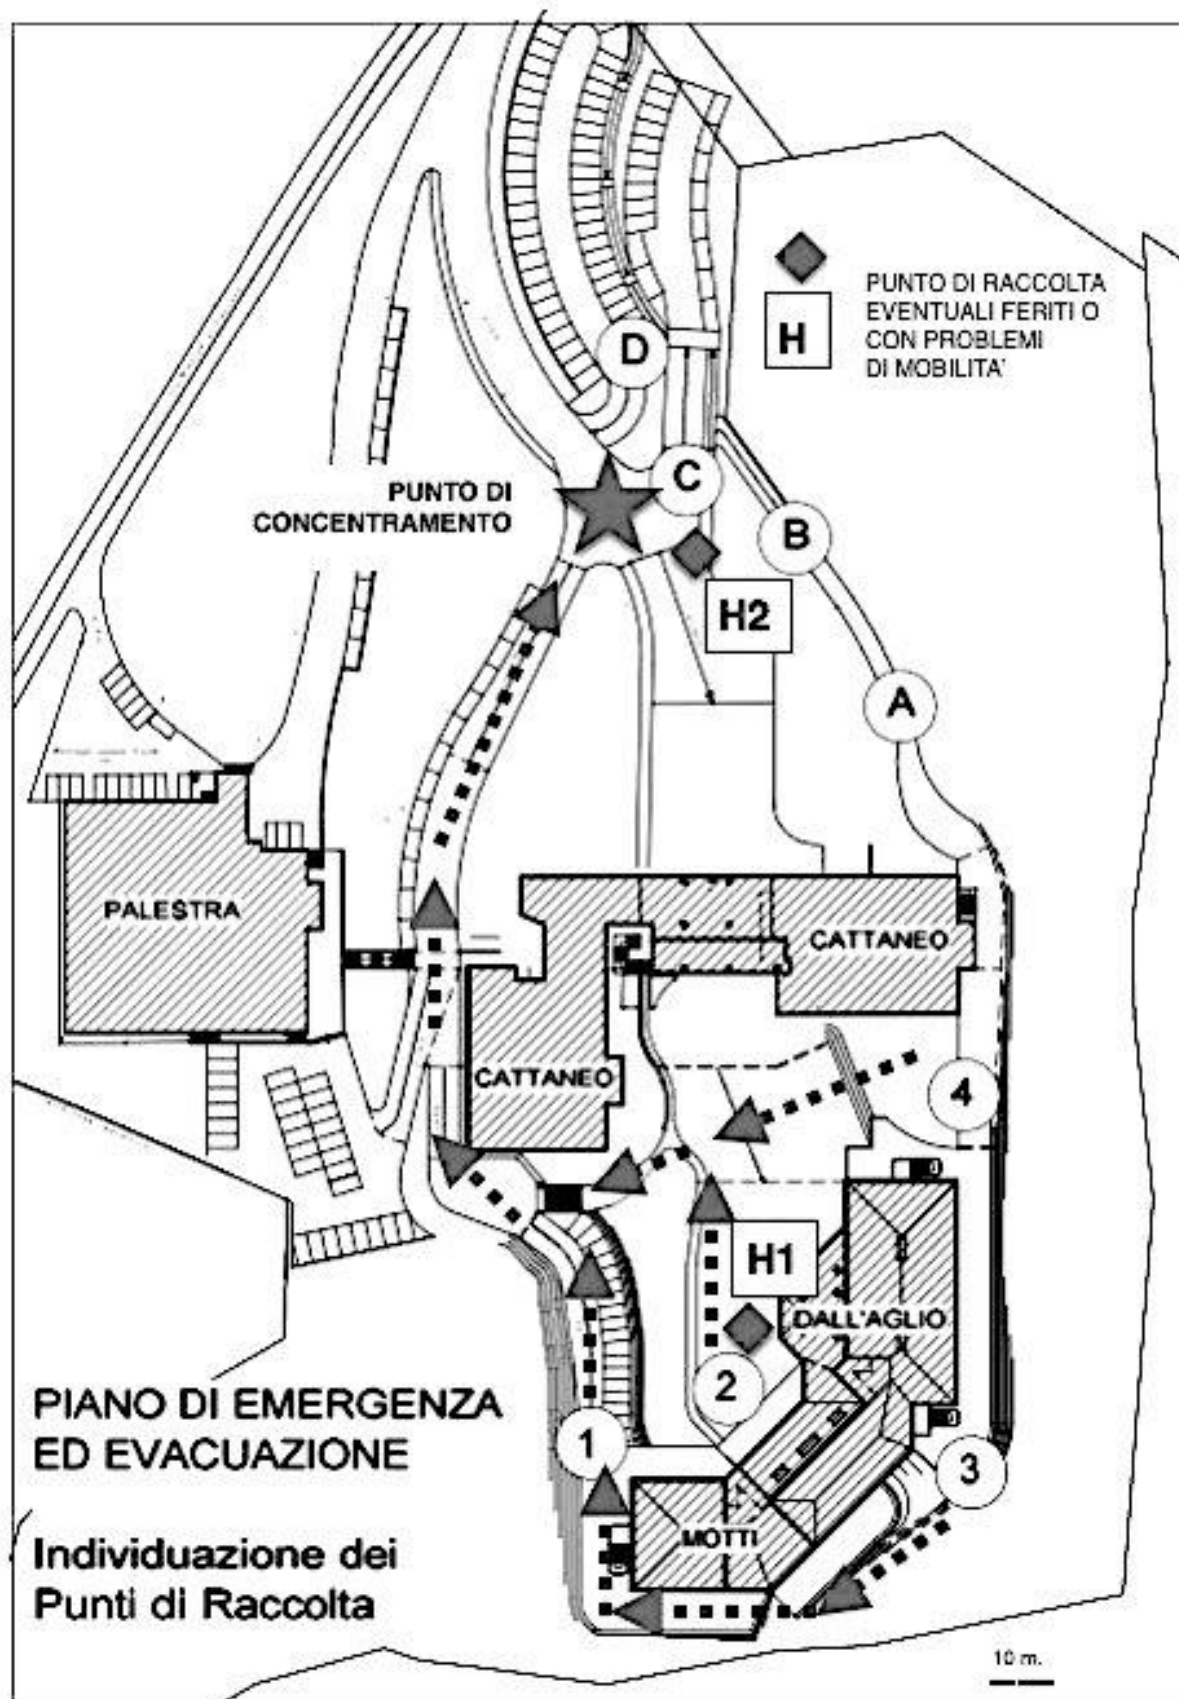 PUNTO DI RACCOLTA
EVENTUALI FERITI O
CON PROBLEMI
DI MOBILITA'
H
D
PUNTO DI
CONCENTRAMENTO
C
B
H2
A
PALESTRA
CATTANEO
CATTANEO
4
H1
DALL'AGLIO
2
1
3
MOTTI
PIANO DI EMERGENZA
ED EVACUAZIONE
Individuazione dei
Punti di Raccolta
10 m.